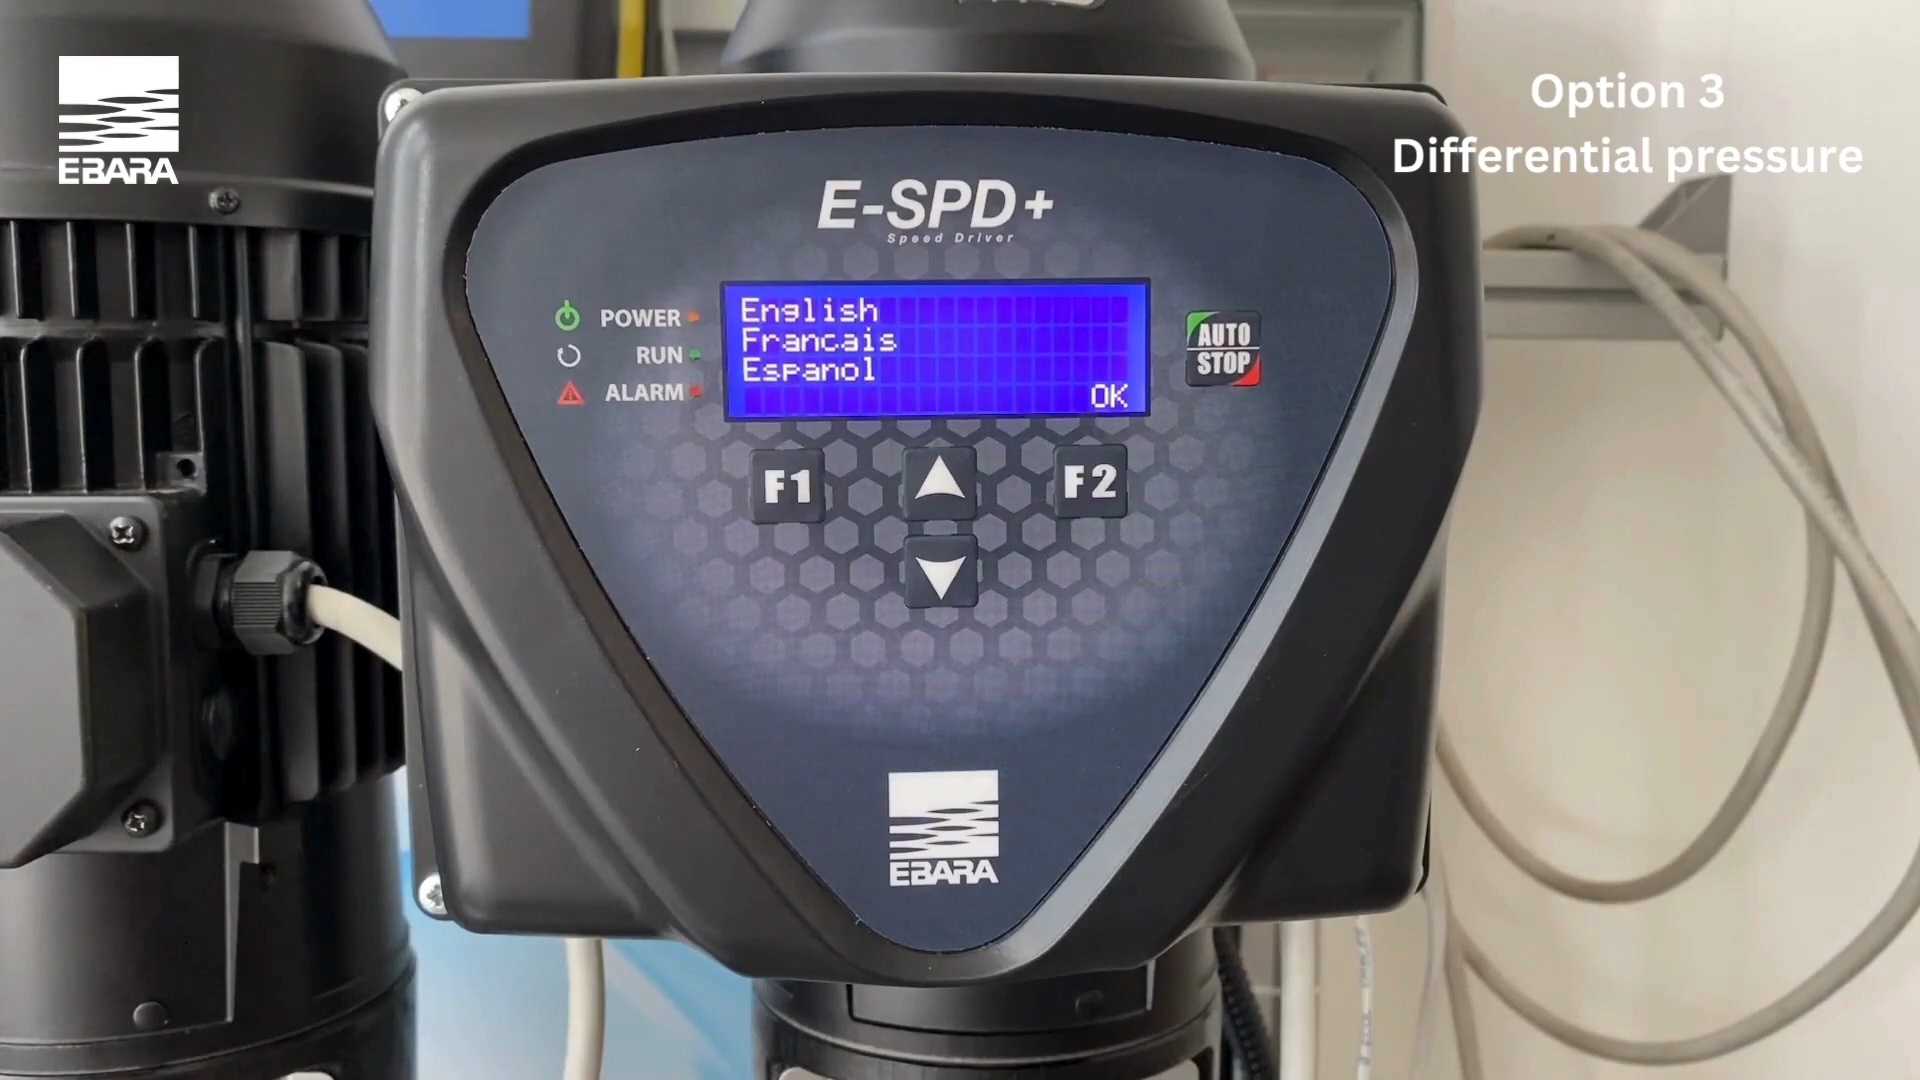 EBARA
Option 3
Differential pressure
E-SPD+
Speed Driver
POWER
RUN
ALARM
English
Francais
Espanol
OK
AUTO
STOP
F1
F2
EBARA